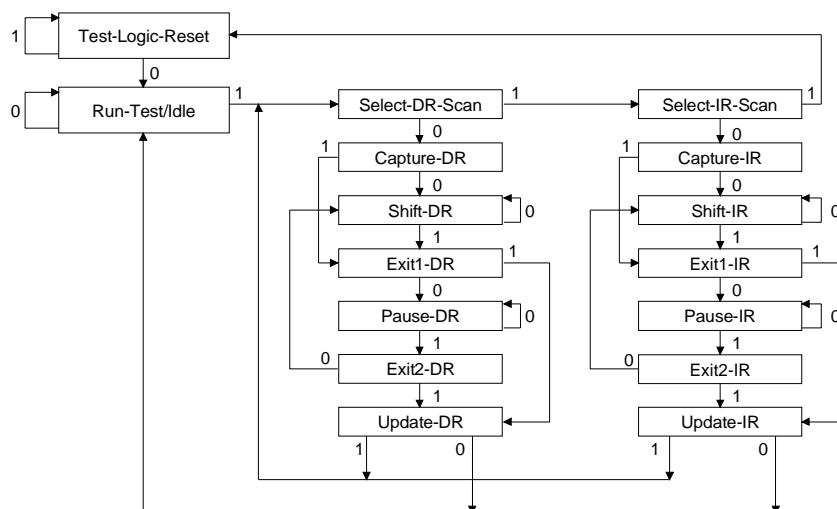 1
Test-Logic-Reset
0
0
Run-Test/Idle
1
Select-DR-Scan
1
Select-IR-Scan
1
0
0
1
Capture-DR
1
Capture-IR
0
0
Shift-DR
0
Shift-IR
0
1
1
Exit1-DR
1
Exit1-IR
1
0
0
Pause-DR
0
Pause-IR
0
1
1
0
Exit2-DR
0
Exit2-IR
1
1
Update-DR
Update-IR
1
0
1
0